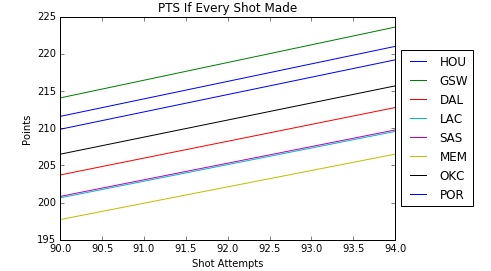 PTS If Every Shot Made
225
220
215
210
205
200
195
Points
90.0 90.5 91.0 91.5 92.0 92.5 93.0 93.5 94.0
Shot Attempts
HOU
GSW
DAL
LAC
SAS
MEM
OKC
POR